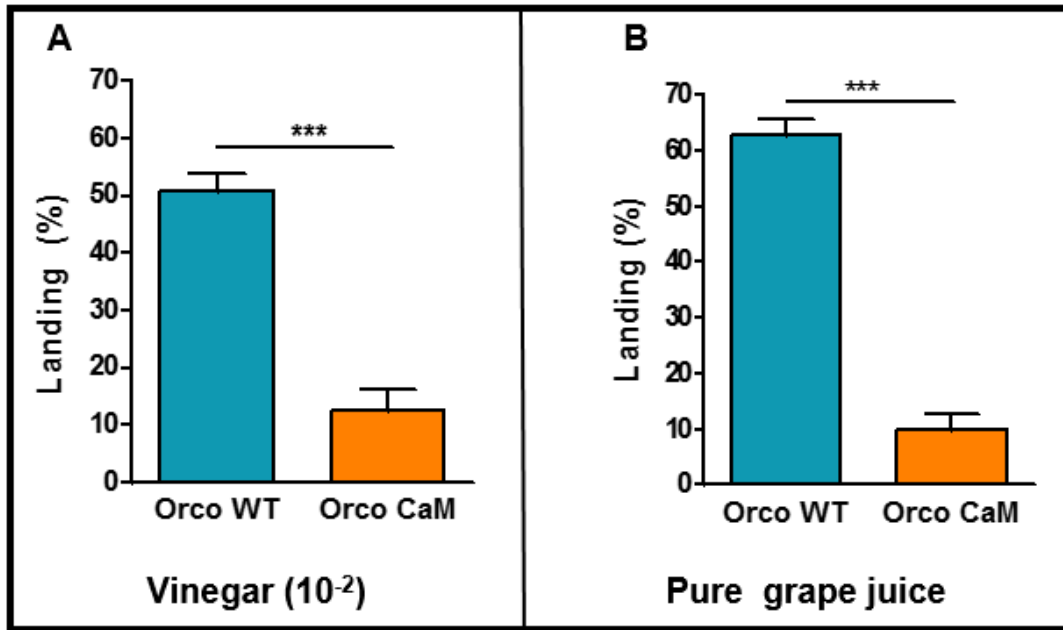 A
70
60
50
40
30
20
10
0
Landing (%)
***
Orco WT Orco CaM
Vinegar (10⁻²)
B
70
60
50
40
30
20
10
0
Landing (%)
***
Orco WT Orco CaM
Pure grape juice